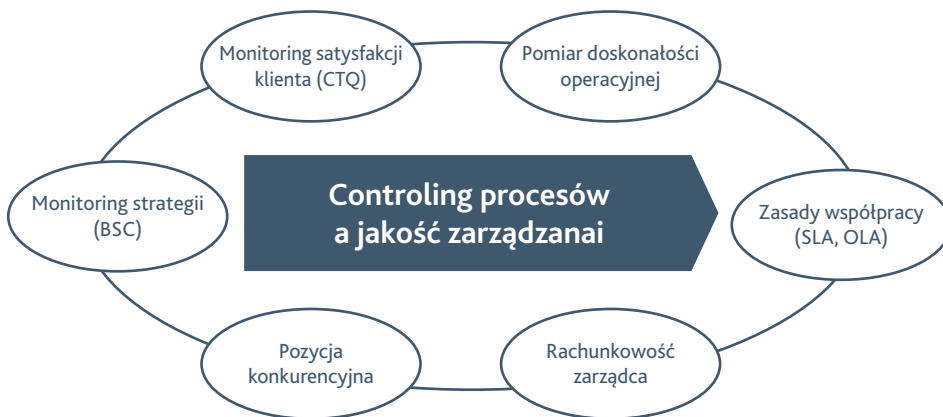 Monitoring satysfakcji
klienta (CTQ)
Pomiar doskonałości
operacyjnej
Monitoring strategii
(BSC)
Controling procesów
a jakość zarządzanai
Zasady współpracy
(SLA, OLA)
Pozycja
konkurencyjna
Rachunkowość
zarządca